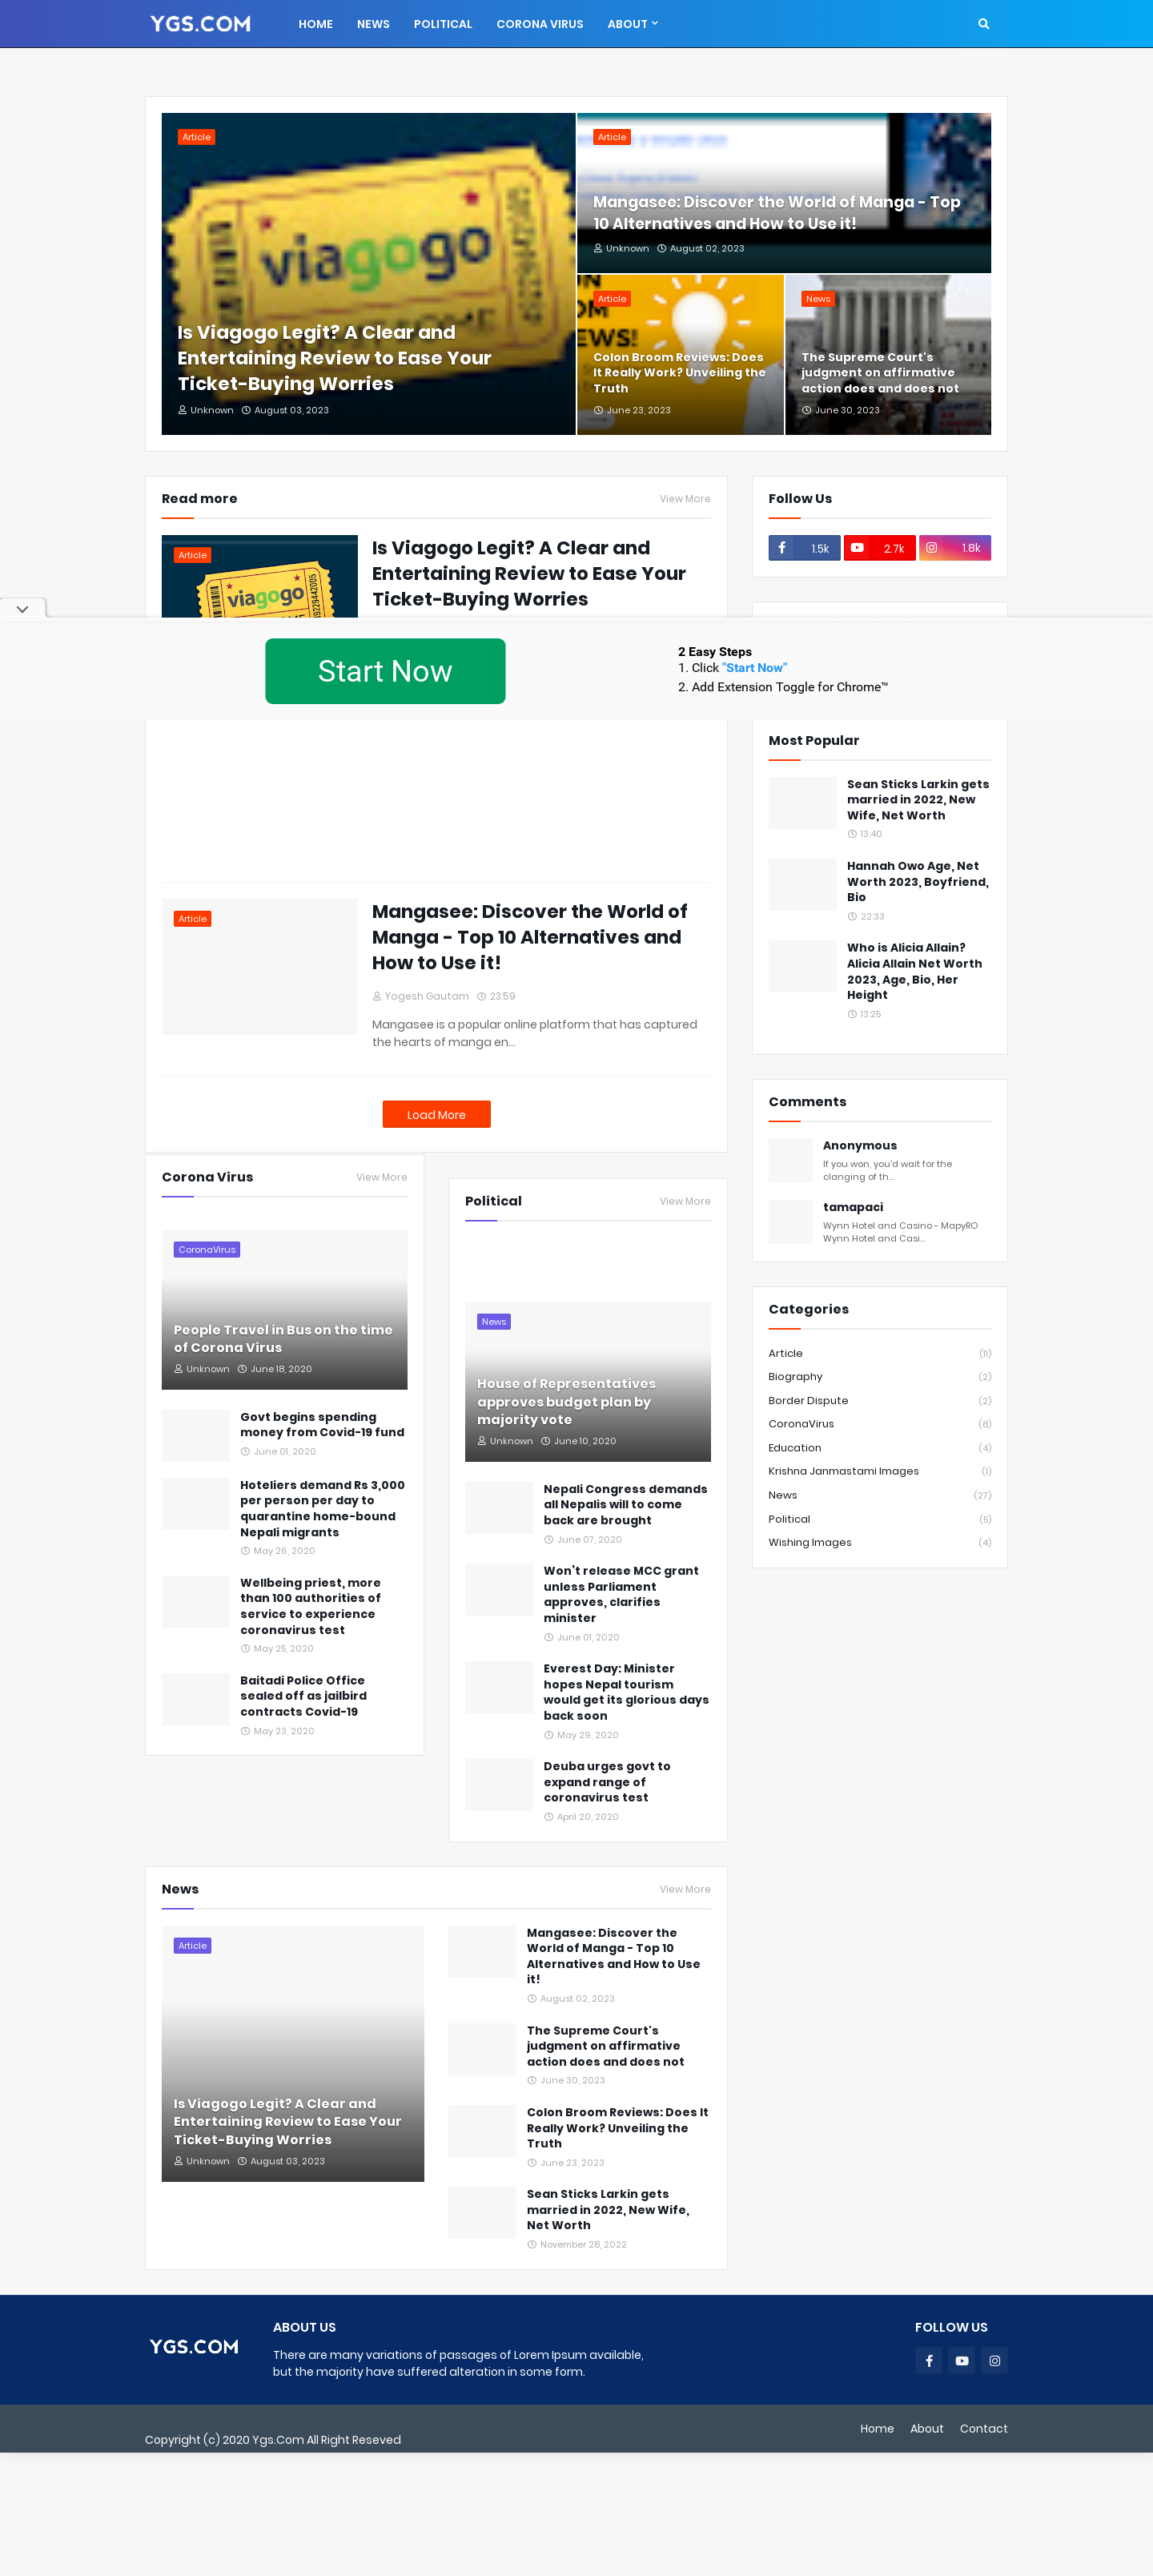 YGS.COM
HOME
NEWS
POLITICAL
CORONA VIRUS
ABOUT
Article
viagogo
Is Viagogo Legit? A Clear and
Entertaining Review to Ease Your
Ticket-Buying Worries
Unknown August 03, 2023
Article
Mangasee: Discover the World of Manga - Top
10 Alternatives and How to Use it!
Unknown August 02, 2023
Article
Colon Broom Reviews: Does
It Really Work? Unveiling the
Truth
June 23, 2023
News
The Supreme Court's
judgment on affirmative
action does and does not
June 30, 2023
Read more
View More
Article
viagogo
Is Viagogo Legit? A Clear and
Entertaining Review to Ease Your
Ticket-Buying Worries
Follow Us
1.5k
2.7k
1.8k
Start Now
2 Easy Steps
1. Click "Start Now"
2. Add Extension Toggle for Chrome™
Article
Mangasee: Discover the World of
Manga - Top 10 Alternatives and
How to Use it!
Yogesh Gautam 23:59
Mangasee is a popular online platform that has captured
the hearts of manga en...
Load More
Most Popular
Sean Sticks Larkin gets
married in 2022, New
Wife, Net Worth
13:40
Hannah Owo Age, Net
Worth 2023, Boyfriend,
Bio
22:33
Who is Alicia Allain?
Alicia Allain Net Worth
2023, Age, Bio, Her
Height
13:25
Comments
Anonymous
If you won, you'd wait for the
clanging of th...
tamapaci
Wynn Hotel and Casino - MapyRO
Wynn Hotel and Casi...
Categories
Article (11)
Biography (2)
Border Dispute (2)
CoronaVirus (8)
Education (4)
Krishna Janmastami Images (1)
News (27)
Political (5)
Wishing Images (4)
Corona Virus
View More
CoronaVirus
People Travel in Bus on the time
of Corona Virus
Unknown June 18, 2020
Govt begins spending
money from Covid-19 fund
June 01, 2020
Hoteliers demand Rs 3,000
per person per day to
quarantine home-bound
Nepali migrants
May 26, 2020
Wellbeing priest, more
than 100 authorities of
service to experience
coronavirus test
May 25, 2020
Baitadi Police Office
sealed off as jailbird
contracts Covid-19
May 23, 2020
Political
View More
News
House of Representatives
approves budget plan by
majority vote
Unknown June 10, 2020
Nepali Congress demands
all Nepalis will to come
back are brought
June 07, 2020
Won't release MCC grant
unless Parliament
approves, clarifies
minister
June 01, 2020
Everest Day: Minister
hopes Nepal tourism
would get its glorious days
back soon
May 29, 2020
Deuba urges govt to
expand range of
coronavirus test
April 20, 2020
News
View More
Article
Is Viagogo Legit? A Clear and
Entertaining Review to Ease Your
Ticket-Buying Worries
Unknown August 03, 2023
Mangasee: Discover the
World of Manga - Top 10
Alternatives and How to Use
it!
August 02, 2023
The Supreme Court's
judgment on affirmative
action does and does not
June 30, 2023
Colon Broom Reviews: Does It
Really Work? Unveiling the
Truth
June 23, 2023
Sean Sticks Larkin gets
married in 2022, New Wife,
Net Worth
November 28, 2022
YGS.COM
ABOUT US
There are many variations of passages of Lorem Ipsum available,
but the majority have suffered alteration in some form.
FOLLOW US
Copyright (c) 2020 Ygs.Com All Right Reseved
Home
About
Contact